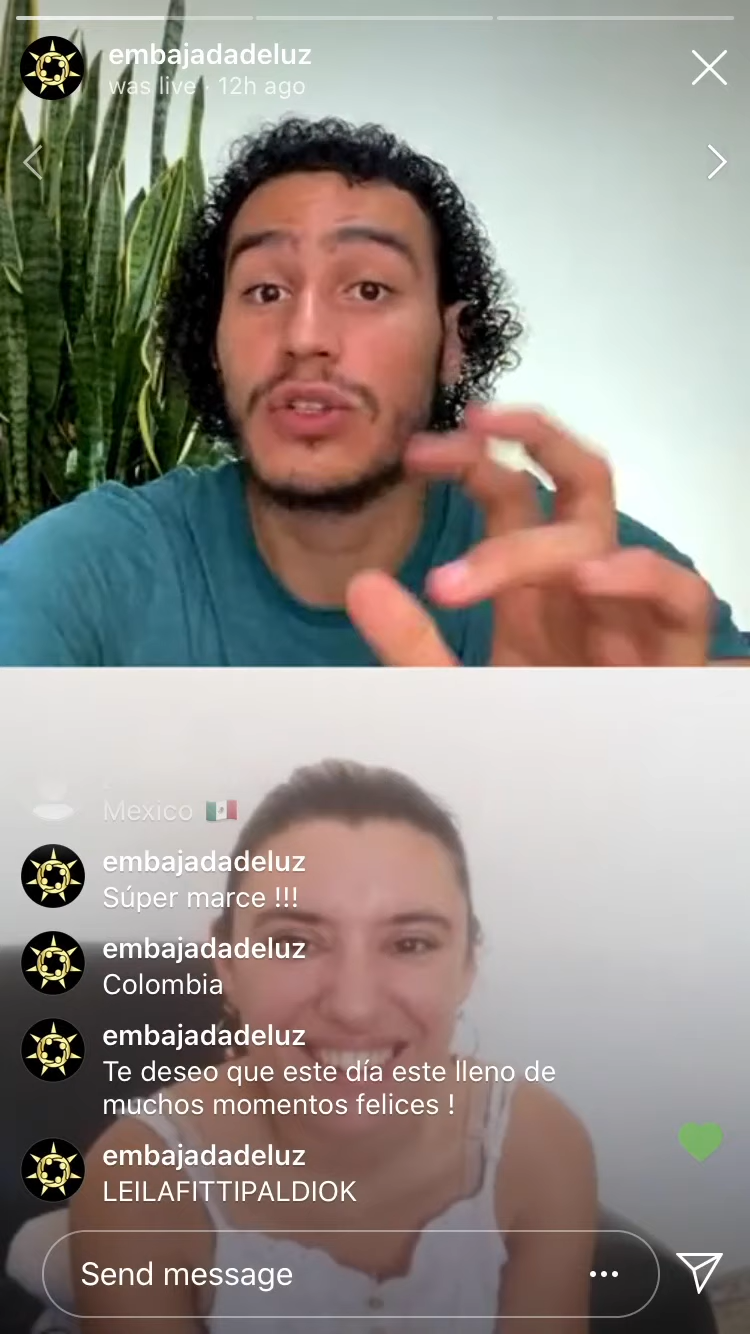 embajadadeluz
was live · 12h ago
Mexico 🇲🇽
embajadadeluz
Súper marce !!!
embajadadeluz
Colombia
embajadadeluz
Te deseo que este día este lleno de
muchos momentos felices !
embajadadeluz
LEILAFITTIPALDIOK
Send message